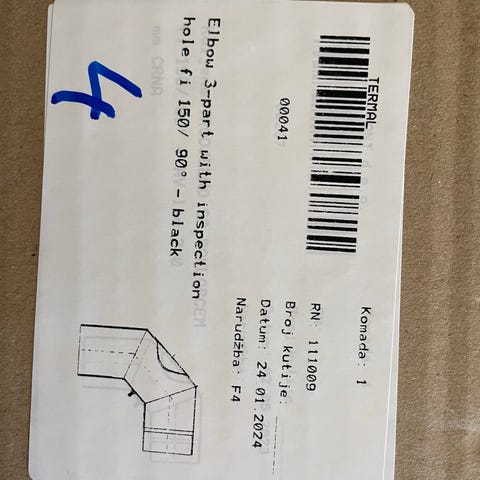 TERMAL
00041
Komada: 1
RN: 111009
Broj kutije:
Datum: 24.01.2024
Narudžba: F4
Elbow 3-part with inspection
hole fi 150/ 90° - black
4